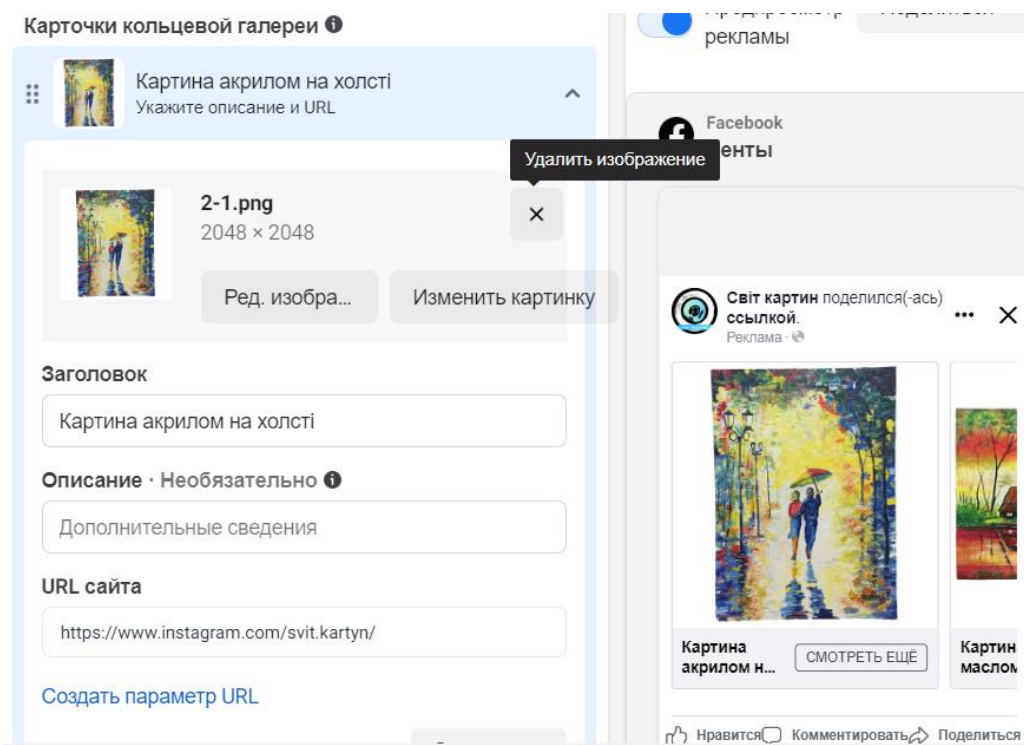 Карточки кольцевой галереи
Картина акрилом на холсті
Укажите описание и URL
Удалить изображение
2-1.png
2048 × 2048
Ред. изобра...
Изменить картинку
Заголовок
Картина акрилом на холсті
Описание · Необязательно
Дополнительные сведения
URL сайта
https://www.instagram.com/svit.kartyn/
Создать параметр URL
рекламы
Facebook
енты
Світ картин поделился(-ась)
ссылкой.
Реклама ·
Картина
акрилом н...
СМОТРЕТЬ ЕЩЁ
Картин
маслом
Нравится Комментировать Поделиться